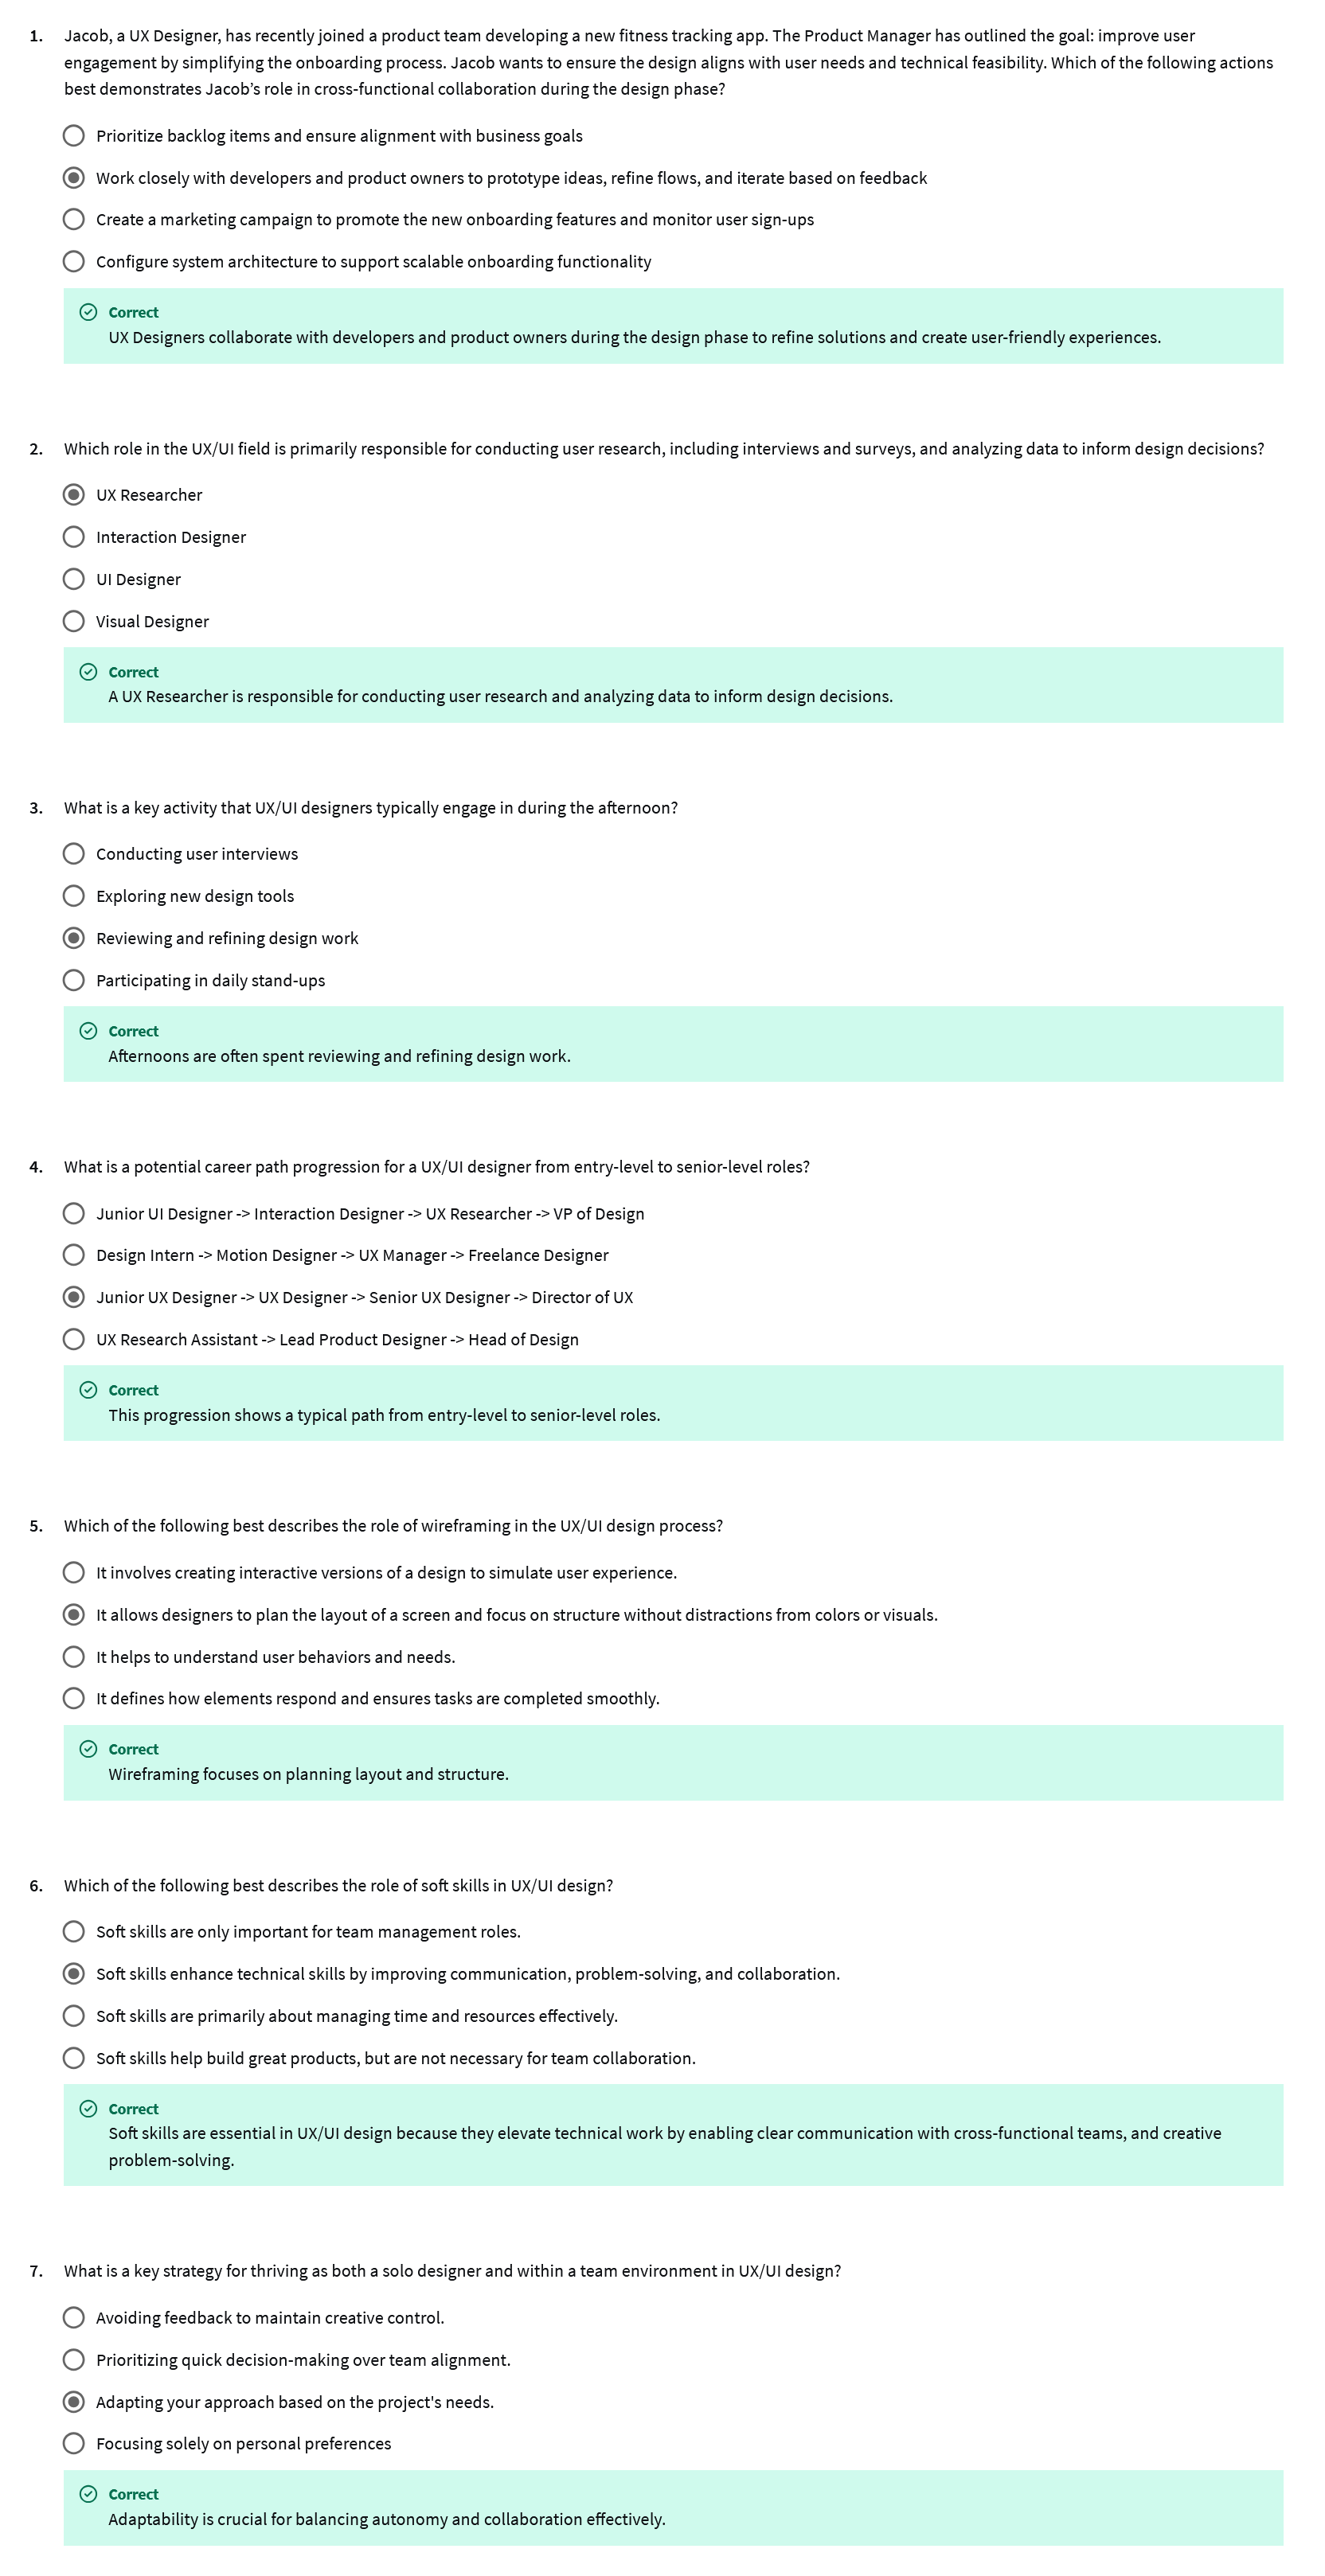 1. Jacob, a UX Designer, has recently joined a product team developing a new fitness tracking app. The Product Manager has outlined the goal: improve user
engagement by simplifying the onboarding process. Jacob wants to ensure the design aligns with user needs and technical feasibility. Which of the following actions
best demonstrates Jacob’s role in cross-functional collaboration during the design phase?
Prioritize backlog items and ensure alignment with business goals
Work closely with developers and product owners to prototype ideas, refine flows, and iterate based on feedback
Create a marketing campaign to promote the new onboarding features and monitor user sign-ups
Configure system architecture to support scalable onboarding functionality
Correct
UX Designers collaborate with developers and product owners during the design phase to refine solutions and create user-friendly experiences.
2. Which role in the UX/UI field is primarily responsible for conducting user research, including interviews and surveys, and analyzing data to inform design decisions?
UX Researcher
Interaction Designer
UI Designer
Visual Designer
Correct
A UX Researcher is responsible for conducting user research and analyzing data to inform design decisions.
3. What is a key activity that UX/UI designers typically engage in during the afternoon?
Conducting user interviews
Exploring new design tools
Reviewing and refining design work
Participating in daily stand-ups
Correct
Afternoons are often spent reviewing and refining design work.
4. What is a potential career path progression for a UX/UI designer from entry-level to senior-level roles?
Junior UI Designer -> Interaction Designer -> UX Researcher -> VP of Design
Design Intern -> Motion Designer -> UX Manager -> Freelance Designer
Junior UX Designer -> UX Designer -> Senior UX Designer -> Director of UX
UX Research Assistant -> Lead Product Designer -> Head of Design
Correct
This progression shows a typical path from entry-level to senior-level roles.
5. Which of the following best describes the role of wireframing in the UX/UI design process?
It involves creating interactive versions of a design to simulate user experience.
It allows designers to plan the layout of a screen and focus on structure without distractions from colors or visuals.
It helps to understand user behaviors and needs.
It defines how elements respond and ensures tasks are completed smoothly.
Correct
Wireframing focuses on planning layout and structure.
6. Which of the following best describes the role of soft skills in UX/UI design?
Soft skills are only important for team management roles.
Soft skills enhance technical skills by improving communication, problem-solving, and collaboration.
Soft skills are primarily about managing time and resources effectively.
Soft skills help build great products, but are not necessary for team collaboration.
Correct
Soft skills are essential in UX/UI design because they elevate technical work by enabling clear communication with cross-functional teams, and creative
problem-solving.
7. What is a key strategy for thriving as both a solo designer and within a team environment in UX/UI design?
Avoiding feedback to maintain creative control.
Prioritizing quick decision-making over team alignment.
Adapting your approach based on the project's needs.
Focusing solely on personal preferences
Correct
Adaptability is crucial for balancing autonomy and collaboration effectively.